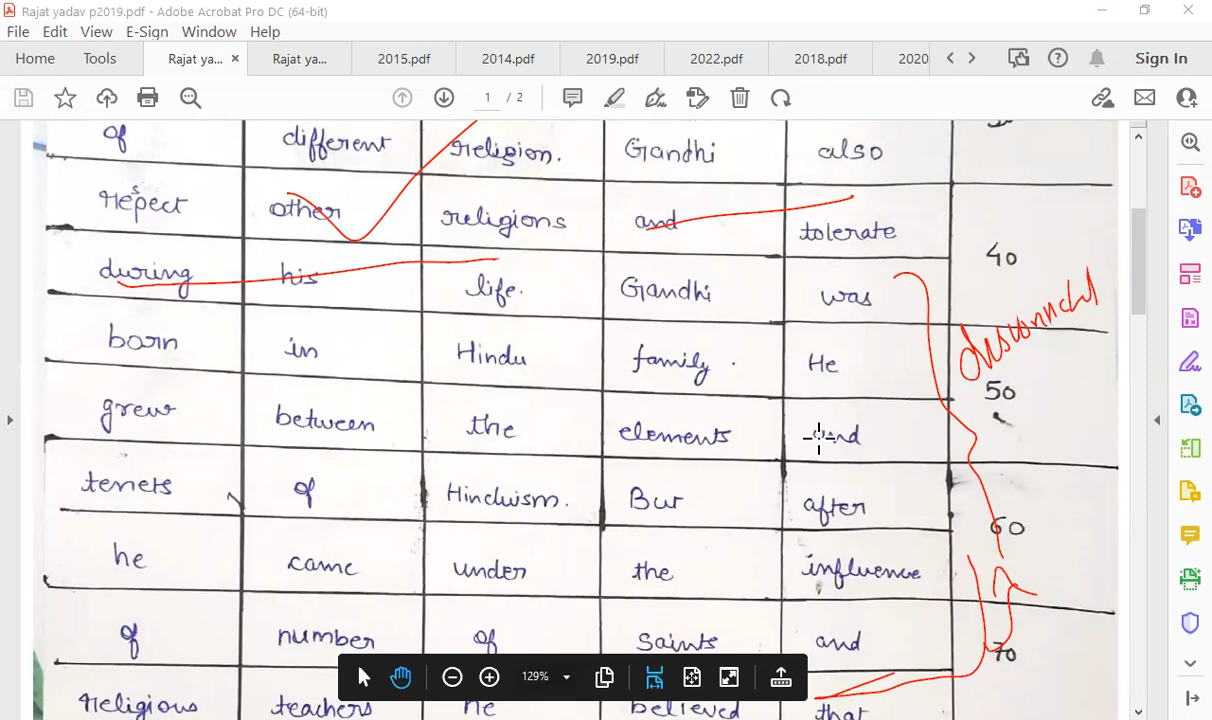 Rajat yadav p2019.pdf - Adobe Acrobat Pro DC (64-bit)
File Edit View E-Sign Window Help
Home Tools Rajat ya... × Rajat ya... 2015.pdf 2014.pdf 2019.pdf 2022.pdf 2018.pdf 2020 Sign In
1 / 2
of different religion. Gandhi also
respect other religions and tolerate 40
during his life. Gandhi was
born in Hindu family. He 50
grew between the elements and
tenets of Hinduism. But after 60
he came under the influence
of number of Saints and 70
religious teachers he believed that
disconnected
129%